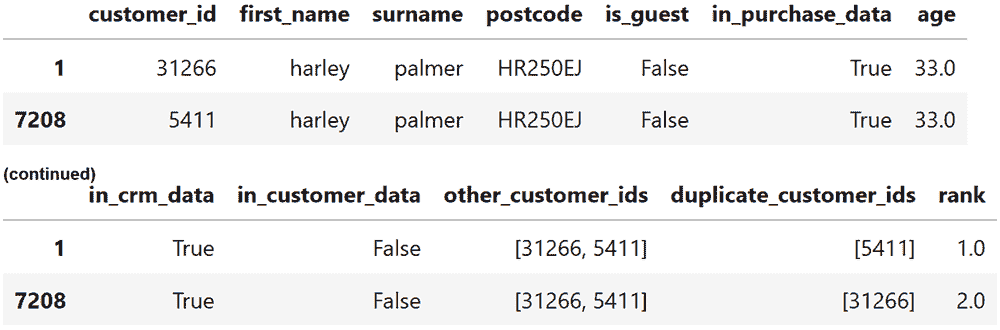 customer_id first_name surname postcode is_guest in_purchase_data age
1 31266 harley palmer HR250EJ False True 33.0
7208 5411 harley palmer HR250EJ False True 33.0
(continued)
in_crm_data in_customer_data other_customer_ids duplicate_customer_ids rank
1 True False [31266, 5411] [5411] 1.0
7208 True False [31266, 5411] [31266] 2.0